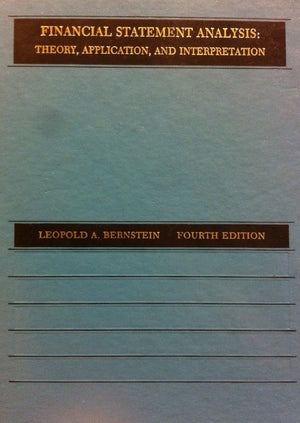 FINANCIAL STATEMENT ANALYSIS:
THEORY, APPLICATION, AND INTERPRETATION
LEOPOLD A. BERNSTEIN FOURTH EDITION